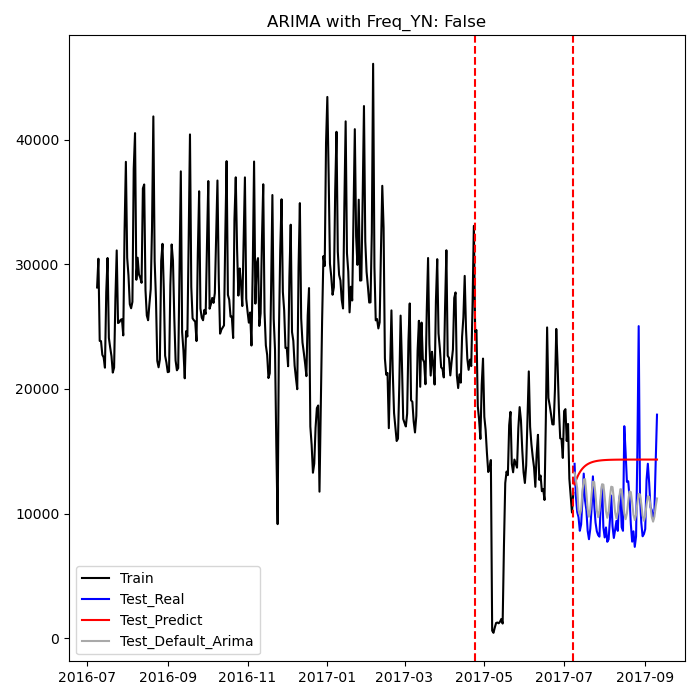 ARIMA with Freq_YN: False
40000
30000
20000
10000
0
Train
Test_Real
Test_Predict
Test_Default_Arima
2016-07 2016-09 2016-11 2017-01 2017-03 2017-05 2017-07 2017-09